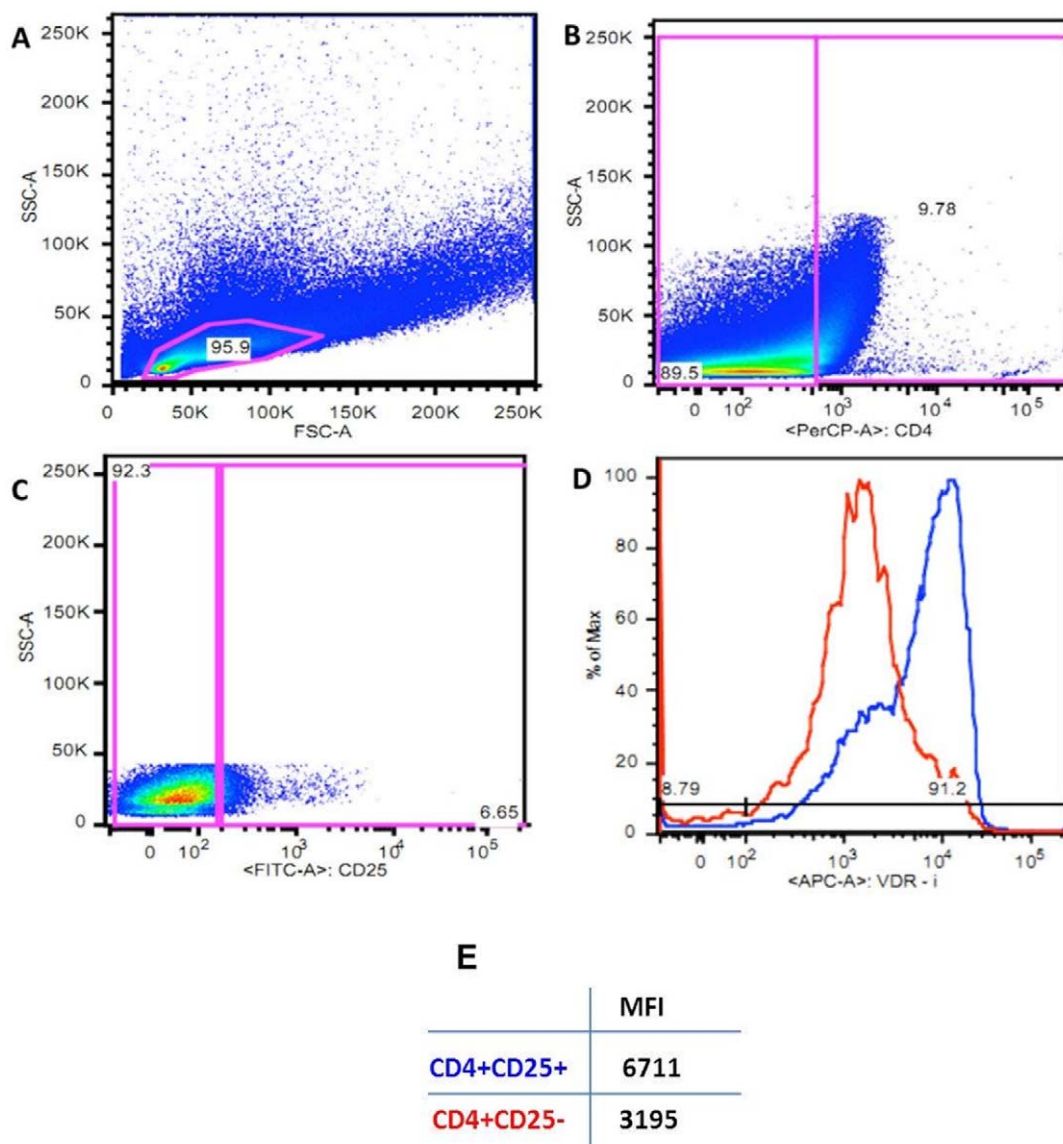 A
250K
200K
150K
100K
50K
0
SSC-A
95.9
0 50K 100K 150K 200K 250K
FSC-A
B
250K
200K
150K
100K
50K
0
SSC-A
9.78
89.5
0 10^2 10^3 10^4 10^5
<PerCP-A>: CD4
C
250K
200K
150K
100K
50K
0
SSC-A
92.3
6.65
0 10^2 10^3 10^4 10^5
<FITC-A>: CD25
D
100
80
60
40
20
0
% of Max
8.79
91.2
0 10^2 10^3 10^4 10^5
<APC-A>: VDR - i
E
MFI
CD4+CD25+ 6711
CD4+CD25- 3195